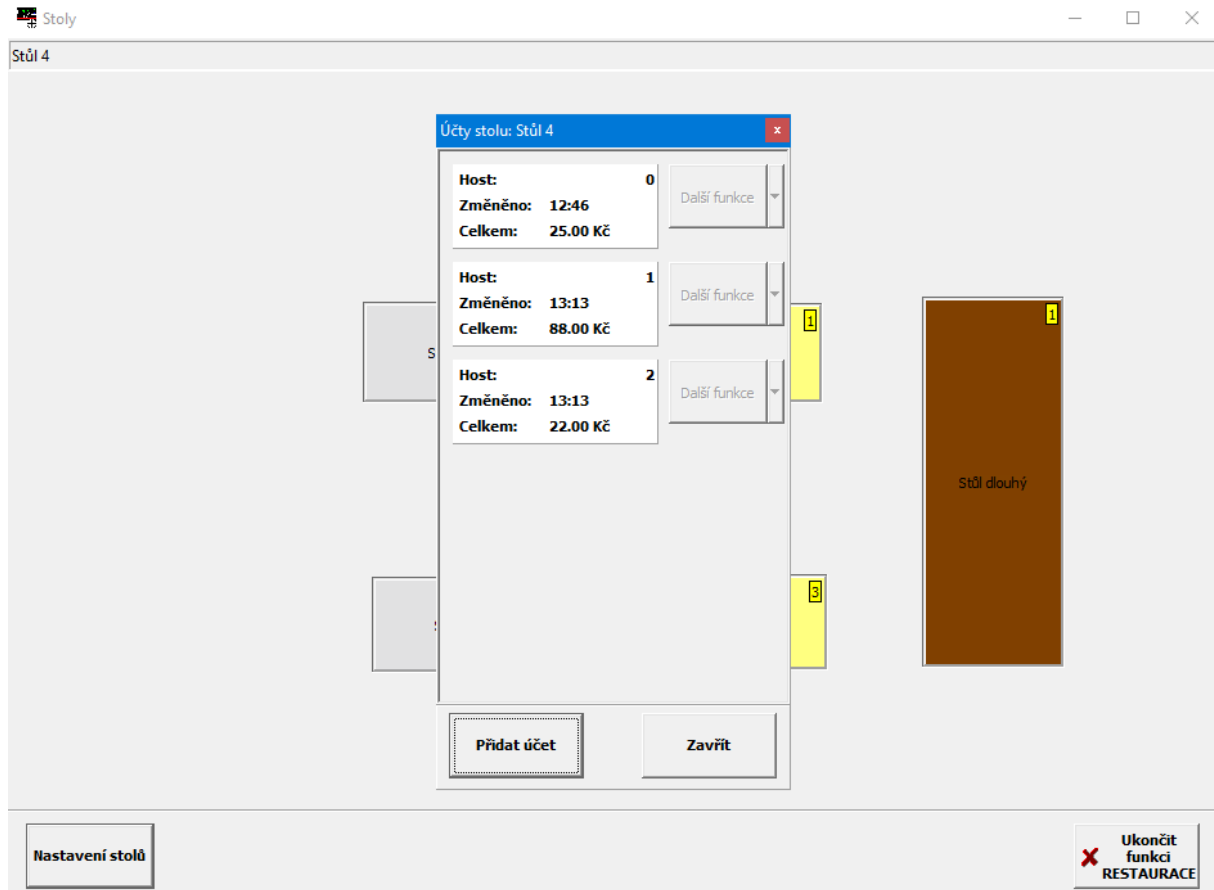 Stoly
Stůl 4
Účty stolu: Stůl 4
x
Host: 0
Změněno: 12:46
Celkem: 25.00 Kč
Další funkce
Host: 1
Změněno: 13:13
Celkem: 88.00 Kč
Další funkce
Host: 2
Změněno: 13:13
Celkem: 22.00 Kč
Další funkce
S
1
1
Stůl dlouhý
3
Přidat účet
Zavřít
Nastavení stolů
Ukončit
funkci
RESTAURACE